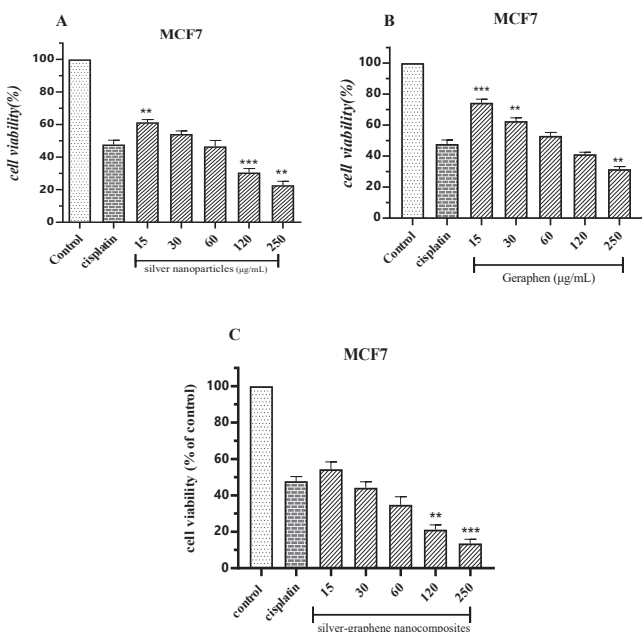 A
MCF7
cell viability(%)
100
80
60
40
20
0
**
***
**
Control
cisplatin
15
30
60
120
250
silver nanoparticles (μg/mL)
B
MCF7
cell viability(%)
100
80
60
40
20
0
***
**
**
Control
cisplatin
15
30
60
120
250
Geraphen (μg/mL)
C
MCF7
cell viability (% of control)
100
80
60
40
20
0
**
***
control
cisplatin
15
30
60
120
250
silver-graphene nanocomposites